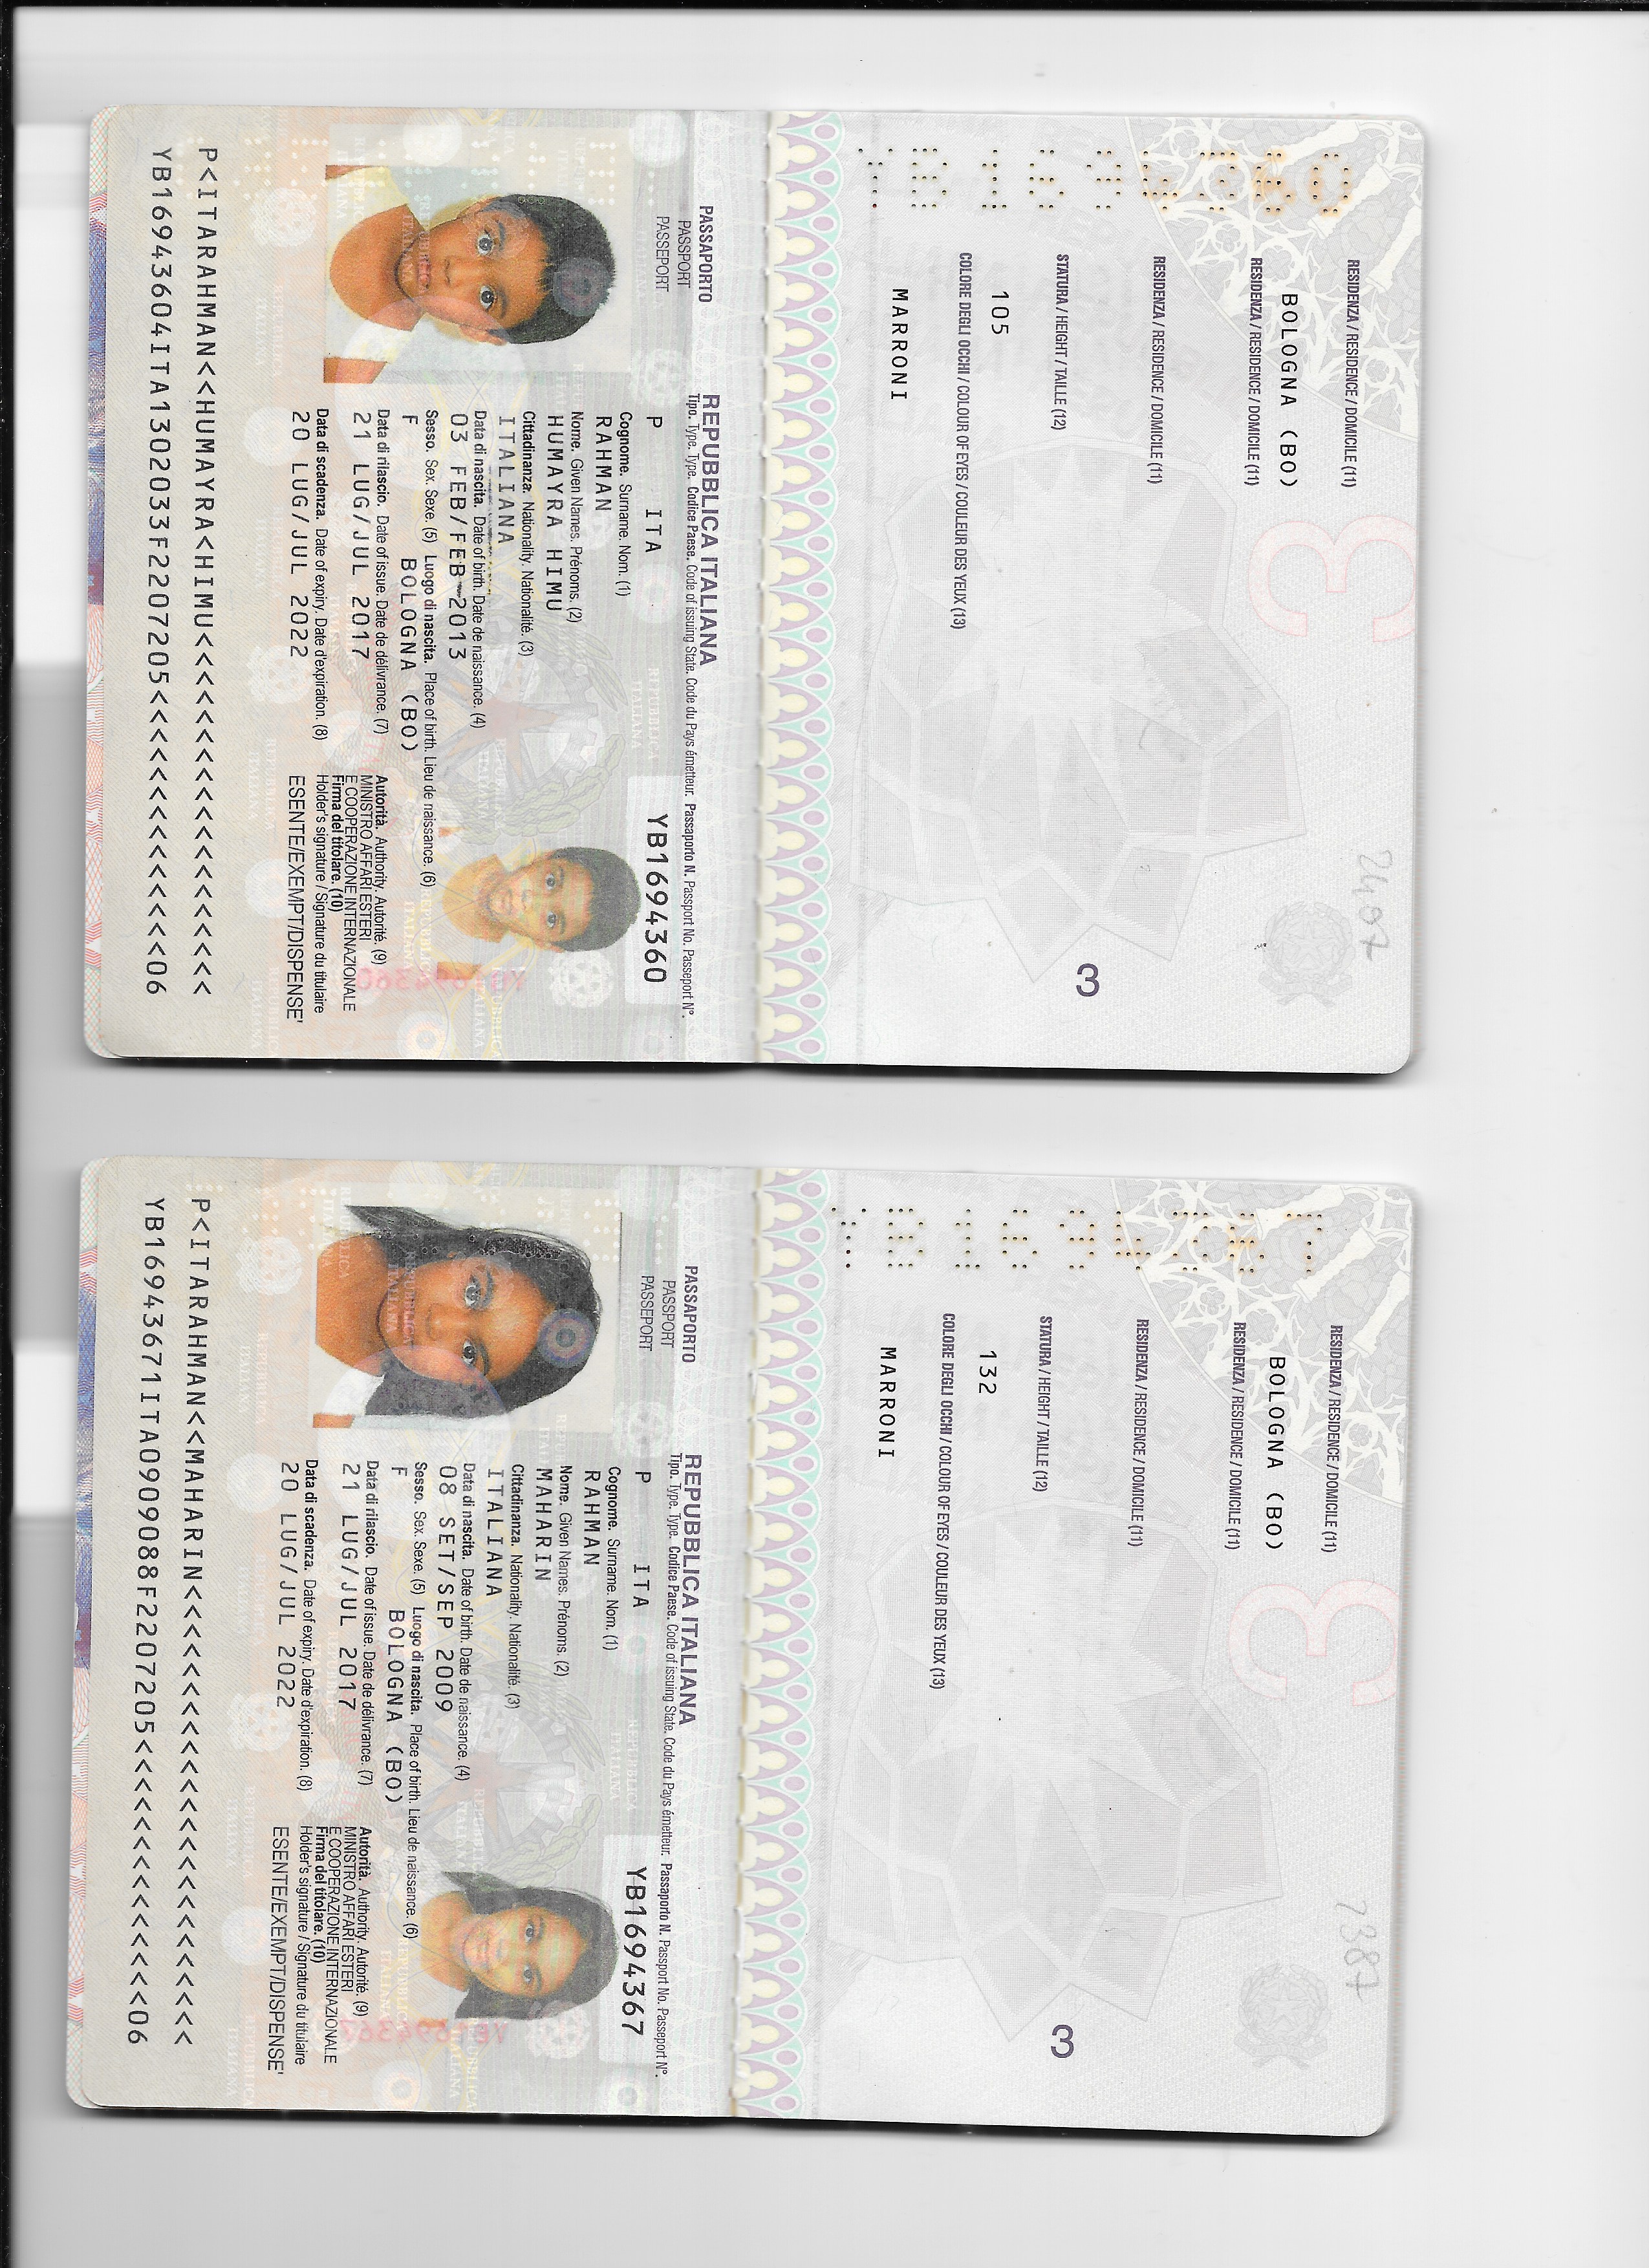 RESIDENZA / RESIDENCE / DOMICILE (11)
BOLOGNA (BO)
RESIDENZA / RESIDENCE / DOMICILE (11)
RESIDENZA / RESIDENCE / DOMICILE (11)
STATURA / HEIGHT / TAILLE (12)
105
COLORE DEGLI OCCHI / COLOUR OF EYES / COULEUR DES YEUX (13)
MARRONI
3
3
2407
REPUBBLICA ITALIANA
PASSAPORTO
PASSPORT
PASSEPORT
Tipo. Type. Type. Codice Paese. Code of issuing State. Code du Pays émetteur. Passaporto N. Passport No. Passeport N°.
P ITA YB1694360
Cognome. Surname. Nom. (1)
RAHMAN
Nome. Given Names. Prénoms. (2)
HUMAYRA HIMU
Cittadinanza. Nationality. Nationalité. (3)
ITALIANA
Data di nascita. Date of birth. Date de naissance. (4)
03 FEB/FEB 2013
Sesso. Sex. Sexe. (5) Luogo di nascita. Place of birth. Lieu de naissance. (6)
F BOLOGNA (BO)
Data di rilascio. Date of issue. Date de délivrance. (7) Autorità. Authority. Autorité. (9)
21 LUG/JUL 2017 MINISTRO AFFARI ESTERI
E COOPERAZIONE INTERNAZIONALE
Data di scadenza. Date of expiry. Date d'expiration. (8) Firma del titolare. (10)
Holder's signature / Signature du titulaire
20 LUG/JUL 2022 ESENTE/EXEMPT/DISPENSE'
P<ITARAHMAN<<HUMAYRA<HIMU<<<<<<<<<<<<<<<<<<<
YB16943604ITA1302033F2207205<<<<<<<<<<<<<<06
RESIDENZA / RESIDENCE / DOMICILE (11)
BOLOGNA (BO)
RESIDENZA / RESIDENCE / DOMICILE (11)
RESIDENZA / RESIDENCE / DOMICILE (11)
STATURA / HEIGHT / TAILLE (12)
132
COLORE DEGLI OCCHI / COLOUR OF EYES / COULEUR DES YEUX (13)
MARRONI
3
3
7387
REPUBBLICA ITALIANA
PASSAPORTO
PASSPORT
PASSEPORT
Tipo. Type. Type. Codice Paese. Code of issuing State. Code du Pays émetteur. Passaporto N. Passport No. Passeport N°.
P ITA YB1694367
Cognome. Surname. Nom. (1)
RAHMAN
Nome. Given Names. Prénoms. (2)
MAHARIN
Cittadinanza. Nationality. Nationalité. (3)
ITALIANA
Data di nascita. Date of birth. Date de naissance. (4)
08 SET/SEP 2009
Sesso. Sex. Sexe. (5) Luogo di nascita. Place of birth. Lieu de naissance. (6)
F BOLOGNA (BO)
Data di rilascio. Date of issue. Date de délivrance. (7) Autorità. Authority. Autorité. (9)
21 LUG/JUL 2017 MINISTRO AFFARI ESTERI
E COOPERAZIONE INTERNAZIONALE
Data di scadenza. Date of expiry. Date d'expiration. (8) Firma del titolare. (10)
Holder's signature / Signature du titulaire
20 LUG/JUL 2022 ESENTE/EXEMPT/DISPENSE'
P<ITARAHMAN<<MAHARIN<<<<<<<<<<<<<<<<<<<<<<<<
YB16943671ITA0909088F2207205<<<<<<<<<<<<<<06